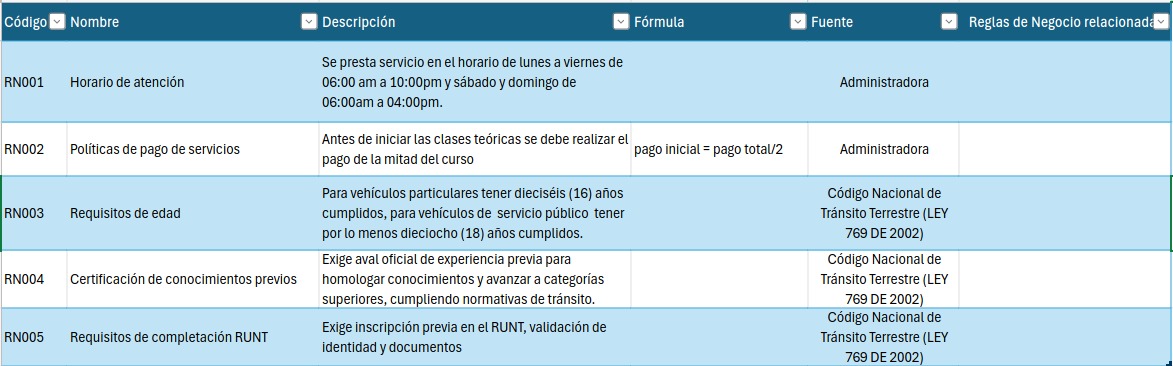 Código Nombre Descripción Fórmula Fuente Reglas de Negocio relacionada
RN001 Horario de atención
Se presta servicio en el horario de lunes a viernes de
06:00 am a 10:00pm y sábado y domingo de
06:00am a 04:00pm.
Administradora
RN002 Políticas de pago de servicios
Antes de iniciar las clases teóricas se debe realizar el
pago de la mitad del curso
pago inicial = pago total/2
Administradora
RN003 Requisitos de edad
Para vehículos particulares tener dieciséis (16) años
cumplidos, para vehículos de servicio público tener
por lo menos dieciocho (18) años cumplidos.
Código Nacional de
Tránsito Terrestre (LEY
769 DE 2002)
RN004 Certificación de conocimientos previos
Exige aval oficial de experiencia previa para
homologar conocimientos y avanzar a categorías
superiores, cumpliendo normativas de tránsito.
Código Nacional de
Tránsito Terrestre (LEY
769 DE 2002)
RN005 Requisitos de completación RUNT
Exige inscripción previa en el RUNT, validación de
identidad y documentos
Código Nacional de
Tránsito Terrestre (LEY
769 DE 2002)